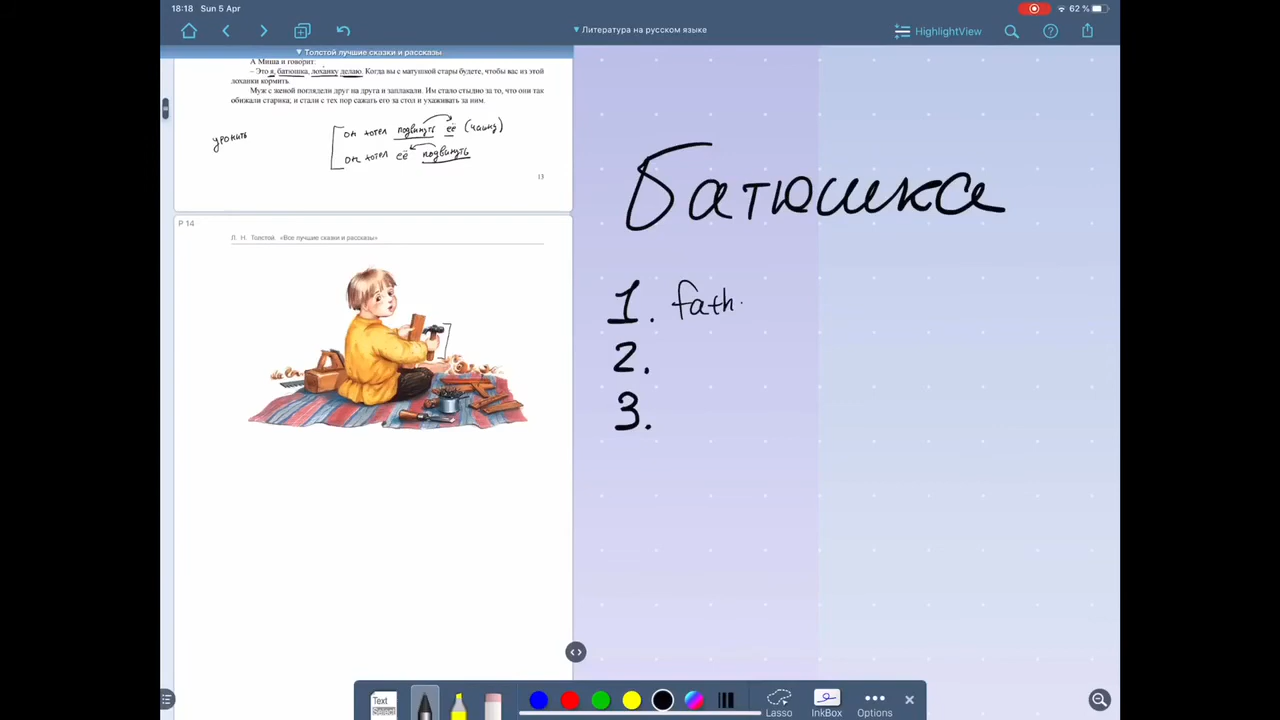 18:18 Sun 5 Apr
62 %
Литература на русском языке
HighlightView
Толстой лучшие сказки и рассказы
А Миша и говорит:
– Это я, батюшка, лоханку делаю. Когда вы с матушкой стары будете, чтобы вас из этой
лоханки кормить.
Муж с женой поглядели друг на друга и заплакали. Им стало стыдно за то, что они так
обижали старика; и стали с тех пор сажать его за стол и ухаживать за ним.
уронить
он хотел подвинуть её (чашку)
он хотел её подвинуть
13
P 14
Л. Н. Толстой. «Все лучшие сказки и рассказы»
Батюшка
1. fath
2.
3.
Text
Lasso
InkBox
Options